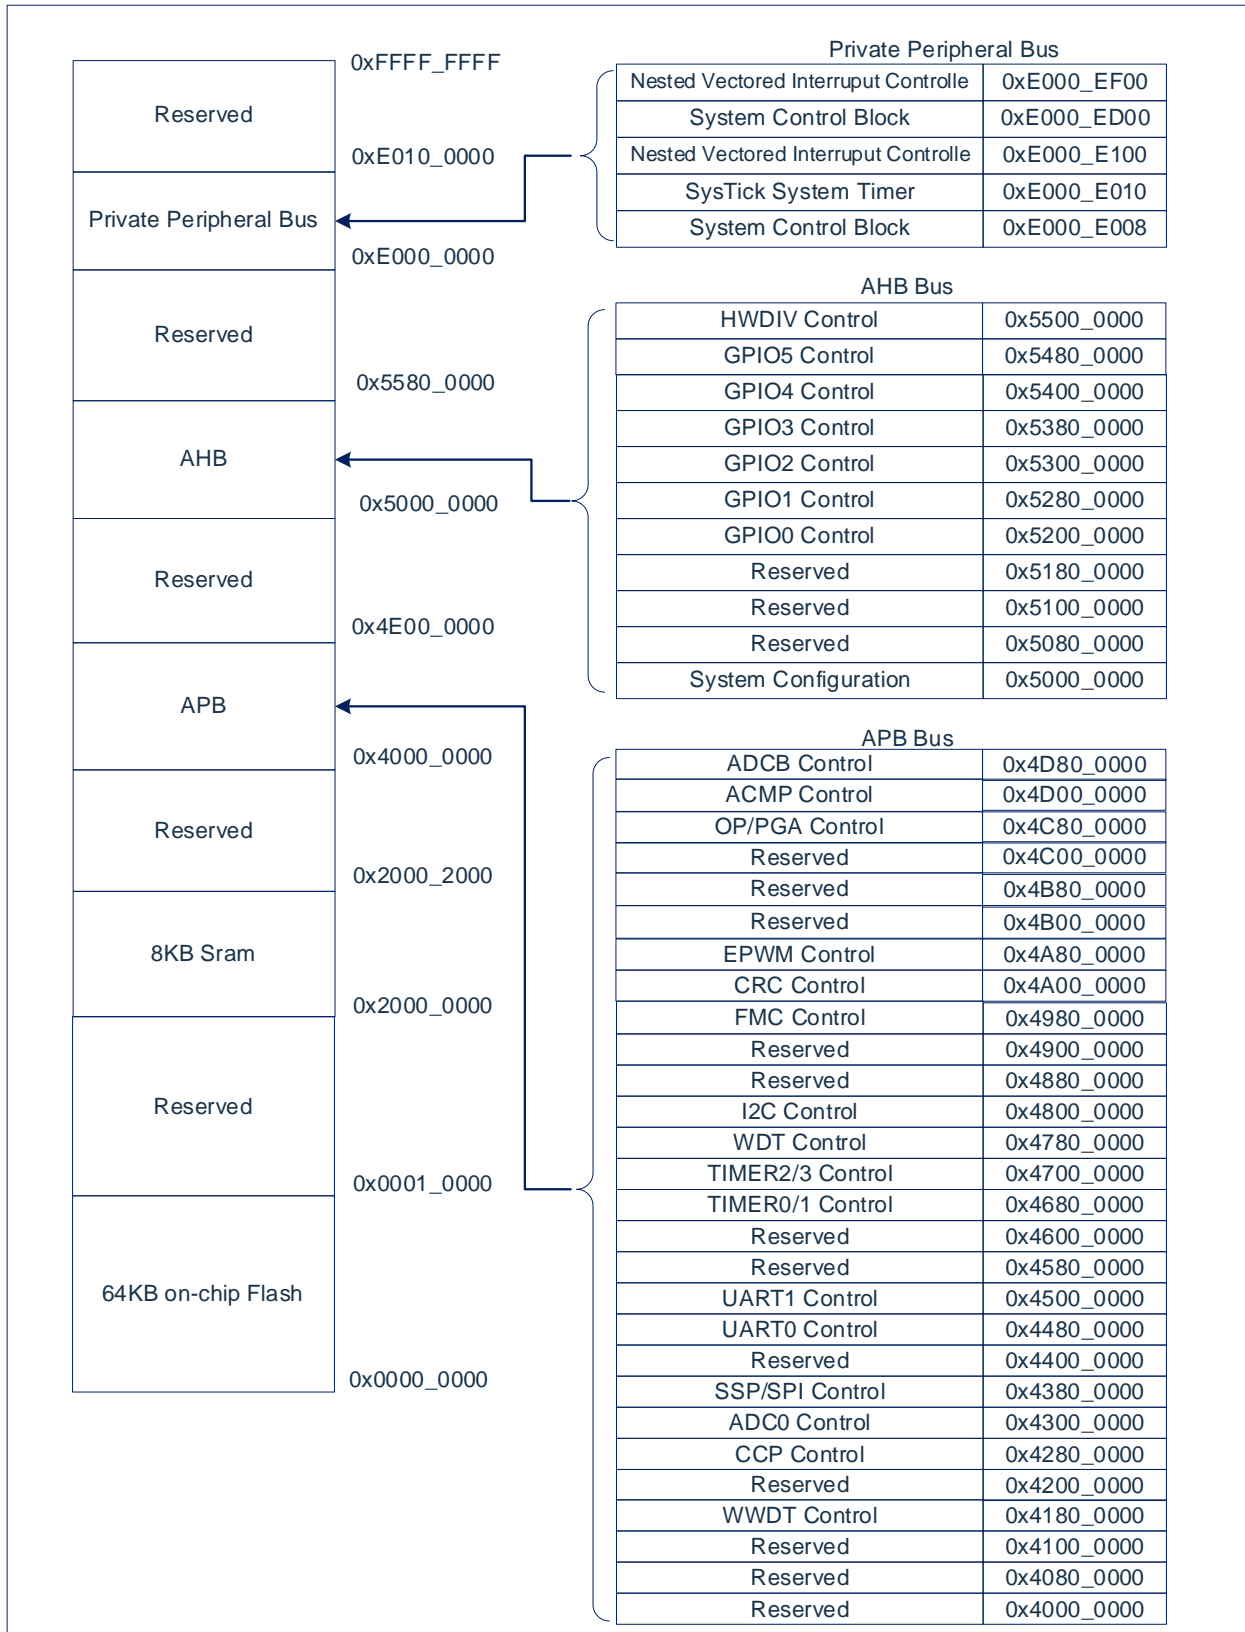 0xFFFF_FFFF
Reserved
0xE010_0000
Private Peripheral Bus
0xE000_0000
Reserved
0x5580_0000
AHB
0x5000_0000
Reserved
0x4E00_0000
APB
0x4000_0000
Reserved
0x2000_2000
8KB Sram
0x2000_0000
Reserved
0x0001_0000
64KB on-chip Flash
0x0000_0000
Private Peripheral Bus
Nested Vectored Interruput Controlle 0xE000_EF00
System Control Block 0xE000_ED00
Nested Vectored Interruput Controlle 0xE000_E100
SysTick System Timer 0xE000_E010
System Control Block 0xE000_E008
AHB Bus
HWDIV Control 0x5500_0000
GPIO5 Control 0x5480_0000
GPIO4 Control 0x5400_0000
GPIO3 Control 0x5380_0000
GPIO2 Control 0x5300_0000
GPIO1 Control 0x5280_0000
GPIO0 Control 0x5200_0000
Reserved 0x5180_0000
Reserved 0x5100_0000
Reserved 0x5080_0000
System Configuration 0x5000_0000
APB Bus
ADCB Control 0x4D80_0000
ACMP Control 0x4D00_0000
OP/PGA Control 0x4C80_0000
Reserved 0x4C00_0000
Reserved 0x4B80_0000
Reserved 0x4B00_0000
EPWM Control 0x4A80_0000
CRC Control 0x4A00_0000
FMC Control 0x4980_0000
Reserved 0x4900_0000
Reserved 0x4880_0000
I2C Control 0x4800_0000
WDT Control 0x4780_0000
TIMER2/3 Control 0x4700_0000
TIMER0/1 Control 0x4680_0000
Reserved 0x4600_0000
Reserved 0x4580_0000
UART1 Control 0x4500_0000
UART0 Control 0x4480_0000
Reserved 0x4400_0000
SSP/SPI Control 0x4380_0000
ADC0 Control 0x4300_0000
CCP Control 0x4280_0000
Reserved 0x4200_0000
WWDT Control 0x4180_0000
Reserved 0x4100_0000
Reserved 0x4080_0000
Reserved 0x4000_0000